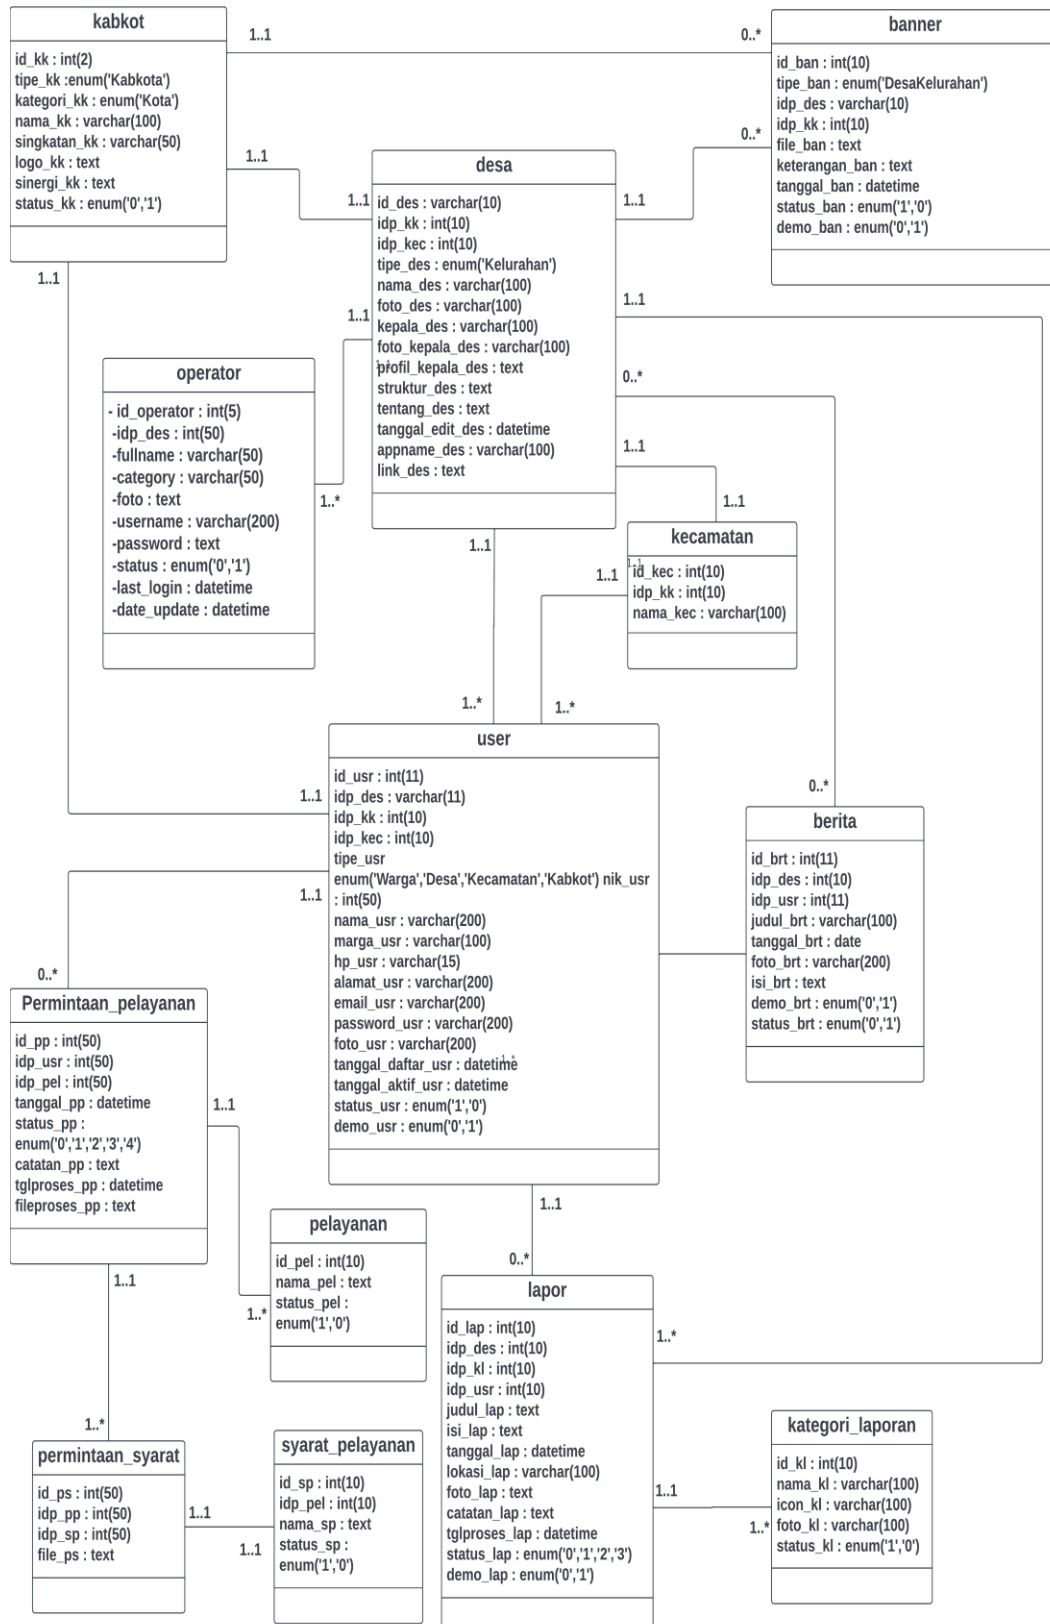 kabkot
id_kk : int(2)
tipe_kk :enum('Kabkota')
kategori_kk : enum('Kota')
nama_kk : varchar(100)
singkatan_kk : varchar(50)
logo_kk : text
sinergi_kk : text
status_kk : enum('0','1')
1..1
0..*
banner
id_ban : int(10)
tipe_ban : enum('DesaKelurahan')
idp_des : varchar(10)
idp_kk : int(10)
file_ban : text
keterangan_ban : text
tanggal_ban : datetime
status_ban : enum('1','0')
demo_ban : enum('0','1')
0..*
1..1
1..1
1..1
1..1
desa
id_des : varchar(10)
idp_kk : int(10)
idp_kec : int(10)
tipe_des : enum('Kelurahan')
nama_des : varchar(100)
foto_des : varchar(100)
kepala_des : varchar(100)
foto_kepala_des : varchar(100)
profil_kepala_des : text
struktur_des : text
tentang_des : text
tanggal_edit_des : datetime
appname_des : varchar(100)
link_des : text
1..1
1..1
1..1
0..*
1..1
1..*
operator
- id_operator : int(5)
-idp_des : int(50)
-fullname : varchar(50)
-category : varchar(50)
-foto : text
-username : varchar(200)
-password : text
-status : enum('0','1')
-last_login : datetime
-date_update : datetime
1..1
kecamatan
1..1
id_kec : int(10)
idp_kk : int(10)
nama_kec : varchar(100)
1..1
1..1
1..*
1..*
user
id_usr : int(11)
idp_des : varchar(11)
idp_kk : int(10)
idp_kec : int(10)
tipe_usr
enum('Warga','Desa','Kecamatan','Kabkot') nik_usr
: int(50)
nama_usr : varchar(200)
marga_usr : varchar(100)
hp_usr : varchar(15)
alamat_usr : varchar(200)
email_usr : varchar(200)
password_usr : varchar(200)
foto_usr : varchar(200)
tanggal_daftar_usr : datetime
tanggal_aktif_usr : datetime
status_usr : enum('1','0')
demo_usr : enum('0','1')
1..1
1..1
0..*
0..*
berita
id_brt : int(11)
idp_des : int(10)
idp_usr : int(11)
judul_brt : varchar(100)
tanggal_brt : date
foto_brt : varchar(200)
isi_brt : text
demo_brt : enum('0','1')
status_brt : enum('0','1')
Permintaan_pelayanan
id_pp : int(50)
idp_usr : int(50)
idp_pel : int(50)
tanggal_pp : datetime
status_pp :
enum('0','1','2','3','4')
catatan_pp : text
tglproses_pp : datetime
fileproses_pp : text
1..1
1..1
1..*
pelayanan
id_pel : int(10)
nama_pel : text
status_pel :
enum('1','0')
1..1
0..*
lapor
id_lap : int(10)
idp_des : int(10)
idp_kl : int(10)
idp_usr : int(10)
judul_lap : text
isi_lap : text
tanggal_lap : datetime
lokasi_lap : varchar(100)
foto_lap : text
catatan_lap : text
tglproses_lap : datetime
status_lap : enum('0','1','2','3')
demo_lap : enum('0','1')
1..*
1..1
1..*
kategori_laporan
id_kl : int(10)
nama_kl : varchar(100)
icon_kl : varchar(100)
foto_kl : varchar(100)
status_kl : enum('1','0')
1..*
permintaan_syarat
id_ps : int(50)
idp_pp : int(50)
idp_sp : int(50)
file_ps : text
1..1
1..1
syarat_pelayanan
id_sp : int(10)
idp_pel : int(10)
nama_sp : text
status_sp :
enum('1','0')